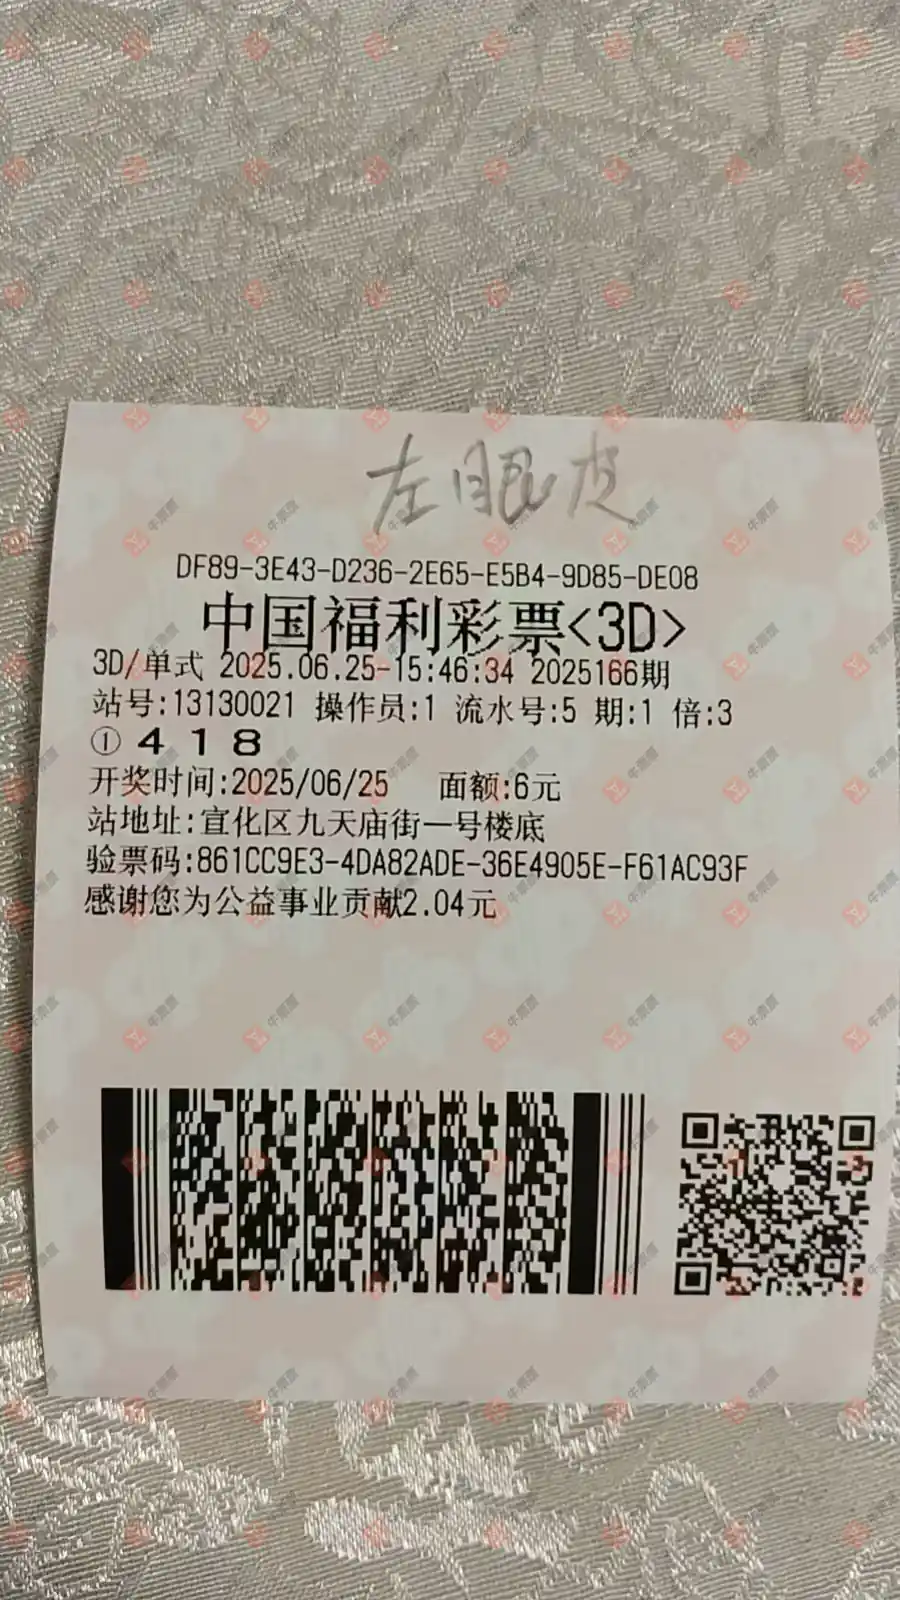 左眼皮
DF89-3E43-D236-2E65-E5B4-9D85-DE08
中国福利彩票<3D>
3D/单式 2025.06.25-15:46:34 2025166期
站号:13130021 操作员:1 流水号:5 期:1 倍:3
① 4 1 8
开奖时间:2025/06/25 面额:6元
站地址:宣化区九天庙街一号楼底
验票码:861CC9E3-4DA82ADE-36E4905E-F61AC93F
感谢您为公益事业贡献2.04元